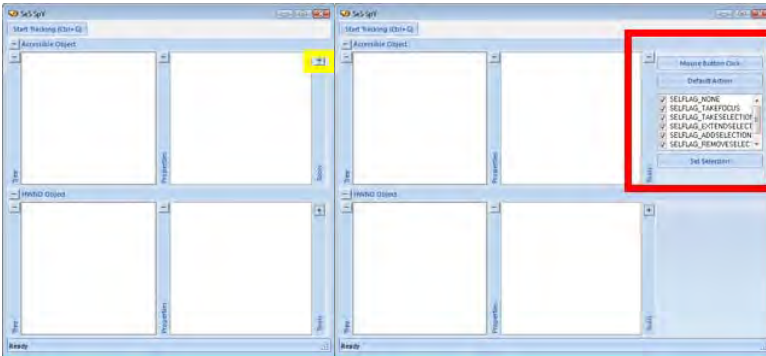 SeS SpY
Start Tracking (Ctrl+G)
Accessible Object
Tree
Properties
Tools
HWND Object
Tree
Properties
Tools
Ready
SeS SpY
Start Tracking (Ctrl+G)
Accessible Object
Tree
Properties
Tools
Mouse Button Click
Default Action
SELFLAG_NONE
SELFLAG_TAKEFOCUS
SELFLAG_TAKESELECTION
SELFLAG_EXTENDSELECT
SELFLAG_ADDSELECTION
SELFLAG_REMOVESELEC
Set Selection
HWND Object
Tree
Properties
Tools
Ready